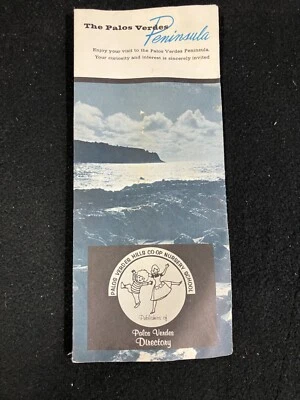 The Palos Verdes
Peninsula
Enjoy your visit to the Palos Verdes Peninsula.
Your curiosity and interest is sincerely invited
PALOS VERDES HILLS CO-OP NURSERY SCHOOL
Publishers of
Palos Verdes
Directory